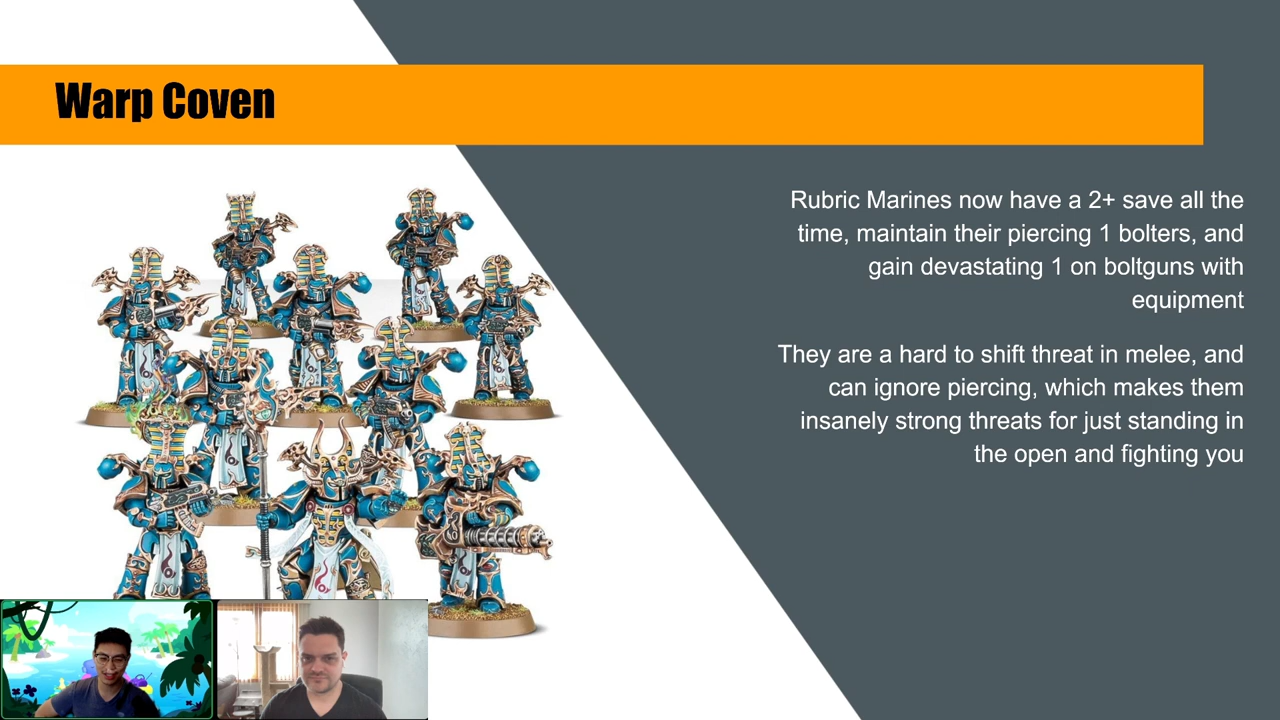 Warp Coven
Rubric Marines now have a 2+ save all the
time, maintain their piercing 1 bolters, and
gain devastating 1 on boltguns with
equipment
They are a hard to shift threat in melee, and
can ignore piercing, which makes them
insanely strong threats for just standing in
the open and fighting you